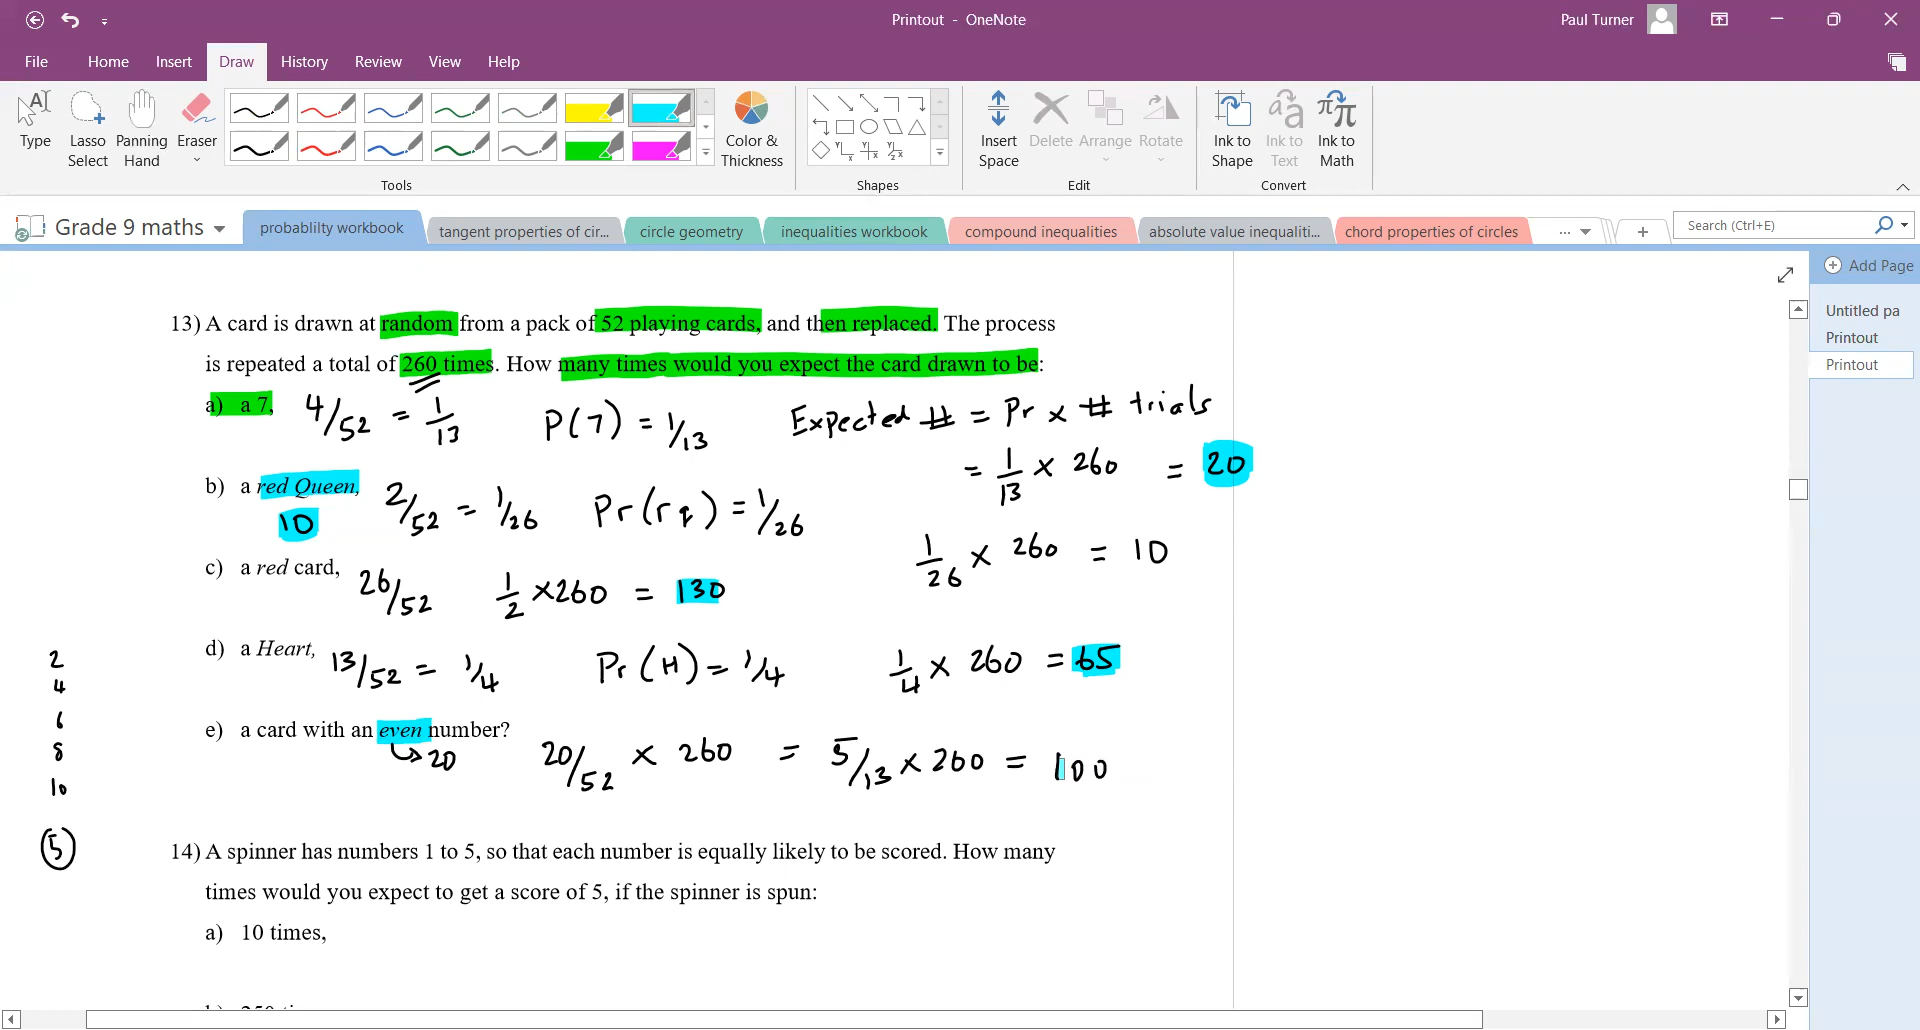 Printout - OneNote
Paul Turner
File Home Insert Draw History Review View Help
Type
Lasso Select
Panning Hand
Eraser
Color & Thickness
Insert Space
Delete
Arrange
Rotate
Ink to Shape
Ink to Text
Ink to Math
Tools
Shapes
Edit
Convert
Grade 9 maths
probablilty workbook
tangent properties of cir...
circle geometry
inequalities workbook
compound inequalities
absolute value inequaliti...
chord properties of circles
...
Search (Ctrl+E)
Add Page
Untitled pa
Printout
Printout
13) A card is drawn at random from a pack of 52 playing cards, and then replaced. The process
is repeated a total of 260 times. How many times would you expect the card drawn to be:
a) a 7, 4/52 = 1/13 P(7) = 1/13 Expected # = Pr × # trials
= 1/13 × 260 = 20
b) a red Queen, 2/52 = 1/26 Pr(rq) = 1/26
10
1/26 × 260 = 10
c) a red card, 26/52 1/2 × 260 = 130
d) a Heart, 13/52 = 1/4 Pr(H) = 1/4 1/4 × 260 = 65
e) a card with an even number?
20 20/52 × 260 = 5/13 × 260 = 100
2
4
6
8
10
5
14) A spinner has numbers 1 to 5, so that each number is equally likely to be scored. How many
times would you expect to get a score of 5, if the spinner is spun:
a) 10 times,